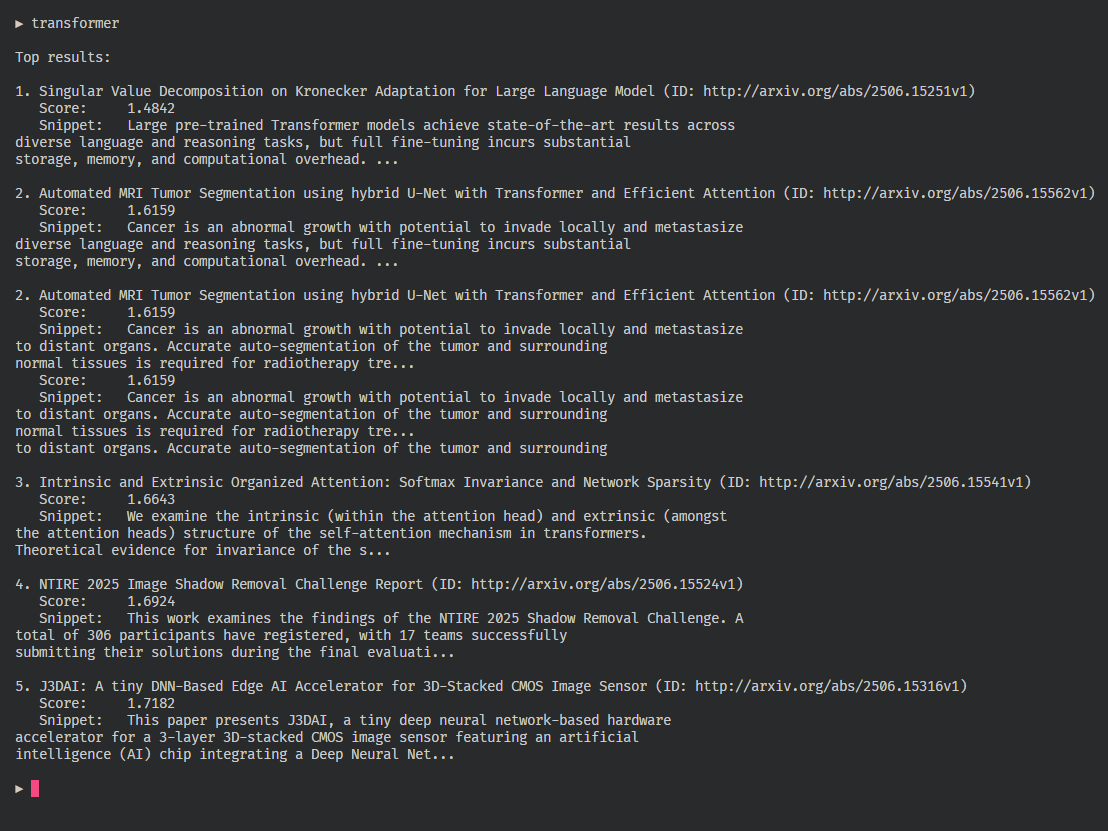 ▶ transformer
Top results:
1. Singular Value Decomposition on Kronecker Adaptation for Large Language Model (ID: http://arxiv.org/abs/2506.15251v1)
Score: 1.4842
Snippet: Large pre-trained Transformer models achieve state-of-the-art results across
diverse language and reasoning tasks, but full fine-tuning incurs substantial
storage, memory, and computational overhead. ...
2. Automated MRI Tumor Segmentation using hybrid U-Net with Transformer and Efficient Attention (ID: http://arxiv.org/abs/2506.15562v1)
Score: 1.6159
Snippet: Cancer is an abnormal growth with potential to invade locally and metastasize
diverse language and reasoning tasks, but full fine-tuning incurs substantial
storage, memory, and computational overhead. ...
2. Automated MRI Tumor Segmentation using hybrid U-Net with Transformer and Efficient Attention (ID: http://arxiv.org/abs/2506.15562v1)
Score: 1.6159
Snippet: Cancer is an abnormal growth with potential to invade locally and metastasize
to distant organs. Accurate auto-segmentation of the tumor and surrounding
normal tissues is required for radiotherapy tre...
Score: 1.6159
Snippet: Cancer is an abnormal growth with potential to invade locally and metastasize
to distant organs. Accurate auto-segmentation of the tumor and surrounding
normal tissues is required for radiotherapy tre...
to distant organs. Accurate auto-segmentation of the tumor and surrounding
3. Intrinsic and Extrinsic Organized Attention: Softmax Invariance and Network Sparsity (ID: http://arxiv.org/abs/2506.15541v1)
Score: 1.6643
Snippet: We examine the intrinsic (within the attention head) and extrinsic (amongst
the attention heads) structure of the self-attention mechanism in transformers.
Theoretical evidence for invariance of the s...
4. NTIRE 2025 Image Shadow Removal Challenge Report (ID: http://arxiv.org/abs/2506.15524v1)
Score: 1.6924
Snippet: This work examines the findings of the NTIRE 2025 Shadow Removal Challenge. A
total of 306 participants have registered, with 17 teams successfully
submitting their solutions during the final evaluati...
5. J3DAI: A tiny DNN-Based Edge AI Accelerator for 3D-Stacked CMOS Image Sensor (ID: http://arxiv.org/abs/2506.15316v1)
Score: 1.7182
Snippet: This paper presents J3DAI, a tiny deep neural network-based hardware
accelerator for a 3-layer 3D-stacked CMOS image sensor featuring an artificial
intelligence (AI) chip integrating a Deep Neural Net...
▶